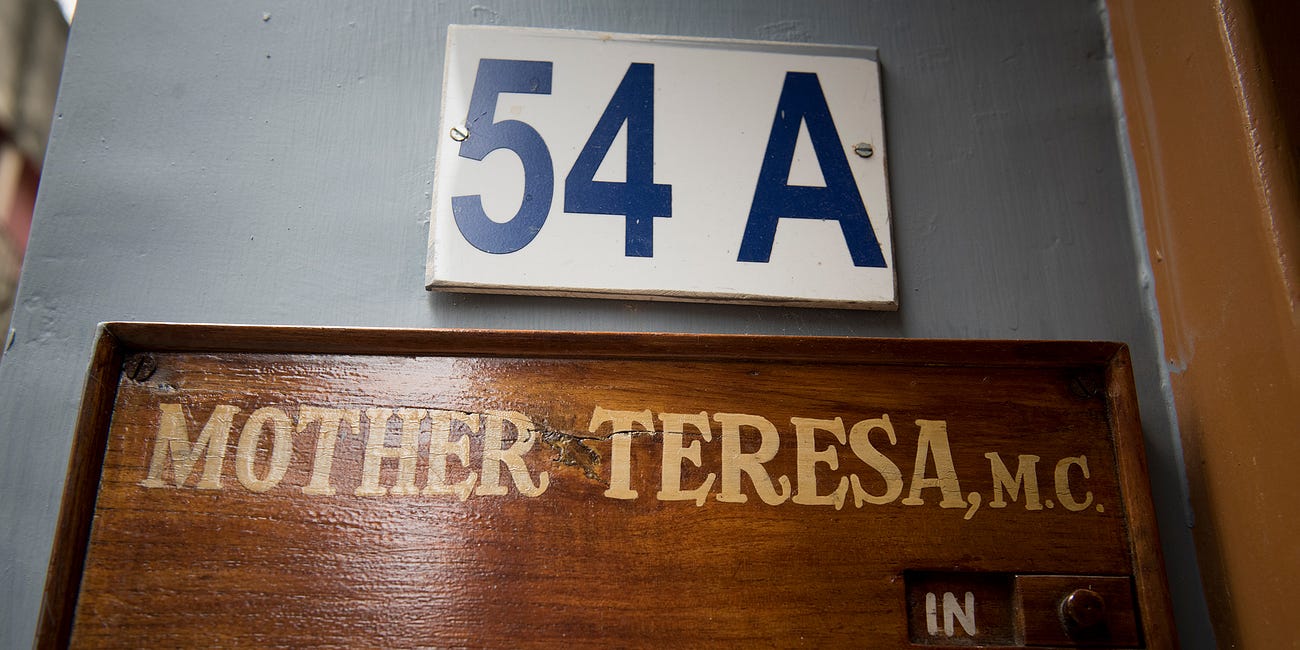 54 A
MOTHER TERESA, M.C.
IN